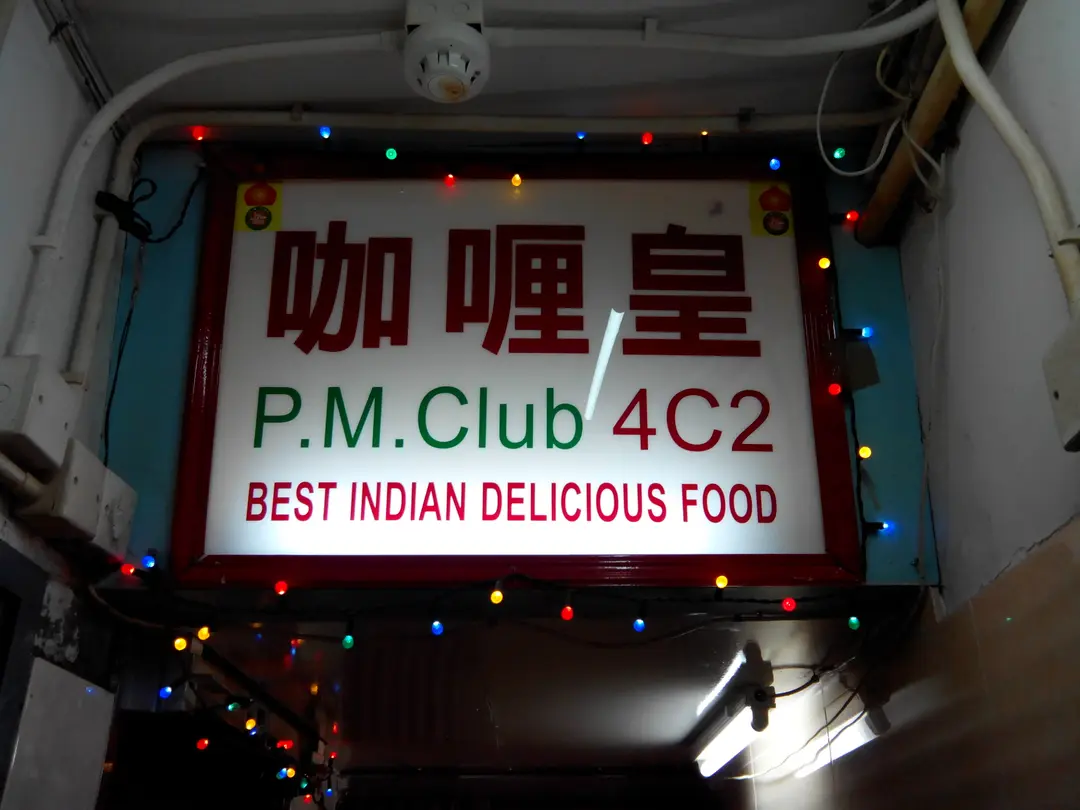 咖喱皇
P.M.Club 4C2
BEST INDIAN DELICIOUS FOOD